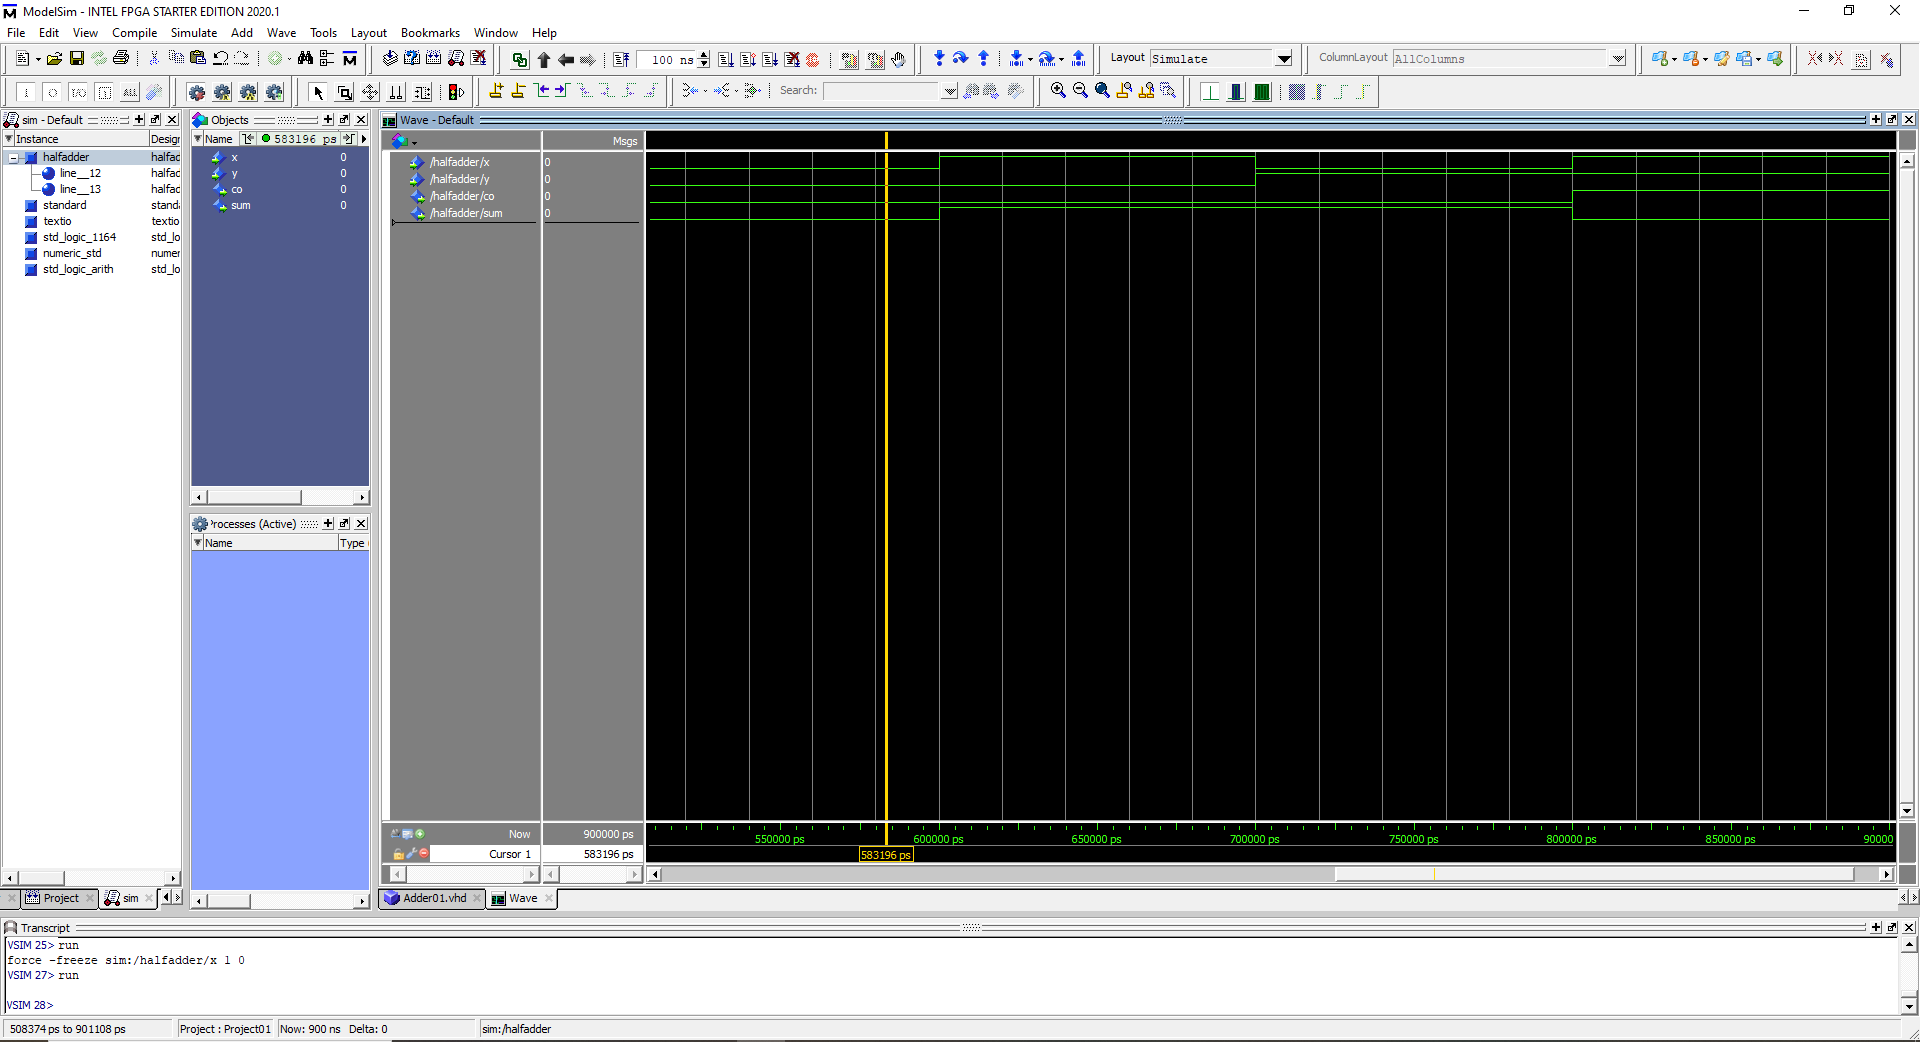 ModelSim - INTEL FPGA STARTER EDITION 2020.1
File Edit View Compile Simulate Add Wave Tools Layout Bookmarks Window Help
100 ns
Layout Simulate
ColumnLayout AllColumns
ALL
Search:
sim - Default
Instance Design
halfadder halfad
line__12 halfad
line__13 halfad
standard standa
textio textio
std_logic_1164 std_lo
numeric_std numer
std_logic_arith std_lo
Objects
Name 583196 ps
x 0
y 0
co 0
sum 0
Processes (Active)
Name Type
Wave - Default
Msgs
/halfadder/x 0
/halfadder/y 0
/halfadder/co 0
/halfadder/sum 0
Now 900000 ps
Cursor 1 583196 ps
550000 ps 600000 ps 650000 ps 700000 ps 750000 ps 800000 ps 850000 ps 90000
583196 ps
Project sim
Adder01.vhd Wave
Transcript
VSIM 25> run
force -freeze sim:/halfadder/x 1 0
VSIM 27> run
VSIM 28>
508374 ps to 901108 ps Project : Project01 Now: 900 ns Delta: 0 sim:/halfadder